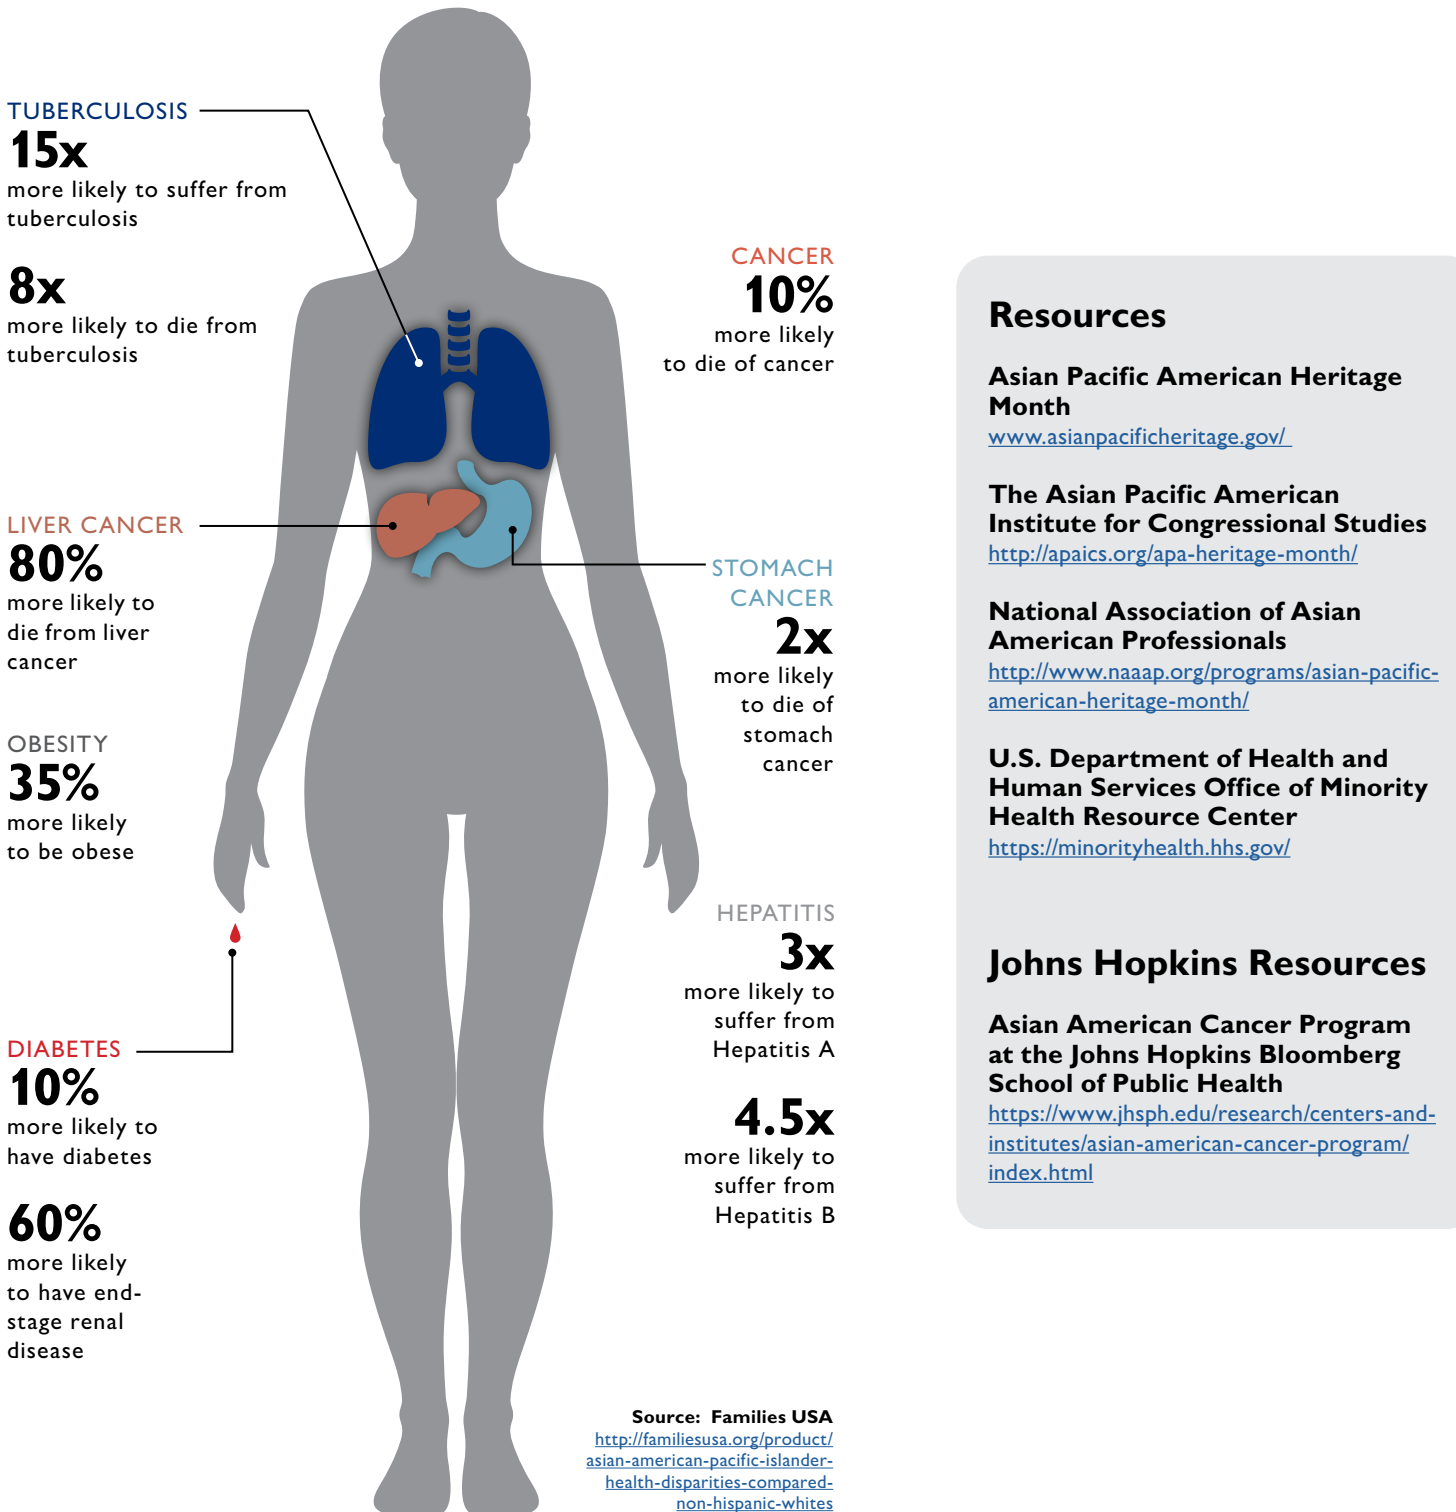 TUBERCULOSIS
15x
more likely to suffer from
tuberculosis
8x
more likely to die from
tuberculosis
LIVER CANCER
80%
more likely to
die from liver
cancer
OBESITY
35%
more likely
to be obese
DIABETES
10%
more likely to
have diabetes
60%
more likely
to have end-
stage renal
disease
CANCER
10%
more likely
to die of cancer
STOMACH
CANCER
2x
more likely
to die of
stomach
cancer
HEPATITIS
3x
more likely to
suffer from
Hepatitis A
4.5x
more likely to
suffer from
Hepatitis B
Source: Families USA
http://familiesusa.org/product/
asian-american-pacific-islander-
health-disparities-compared-
non-hispanic-whites
Resources
Asian Pacific American Heritage
Month
www.asianpacificheritage.gov/
The Asian Pacific American
Institute for Congressional Studies
http://apaics.org/apa-heritage-month/
National Association of Asian
American Professionals
http://www.naaap.org/programs/asian-pacific-
american-heritage-month/
U.S. Department of Health and
Human Services Office of Minority
Health Resource Center
https://minorityhealth.hhs.gov/
Johns Hopkins Resources
Asian American Cancer Program
at the Johns Hopkins Bloomberg
School of Public Health
https://www.jhsph.edu/research/centers-and-
institutes/asian-american-cancer-program/
index.html